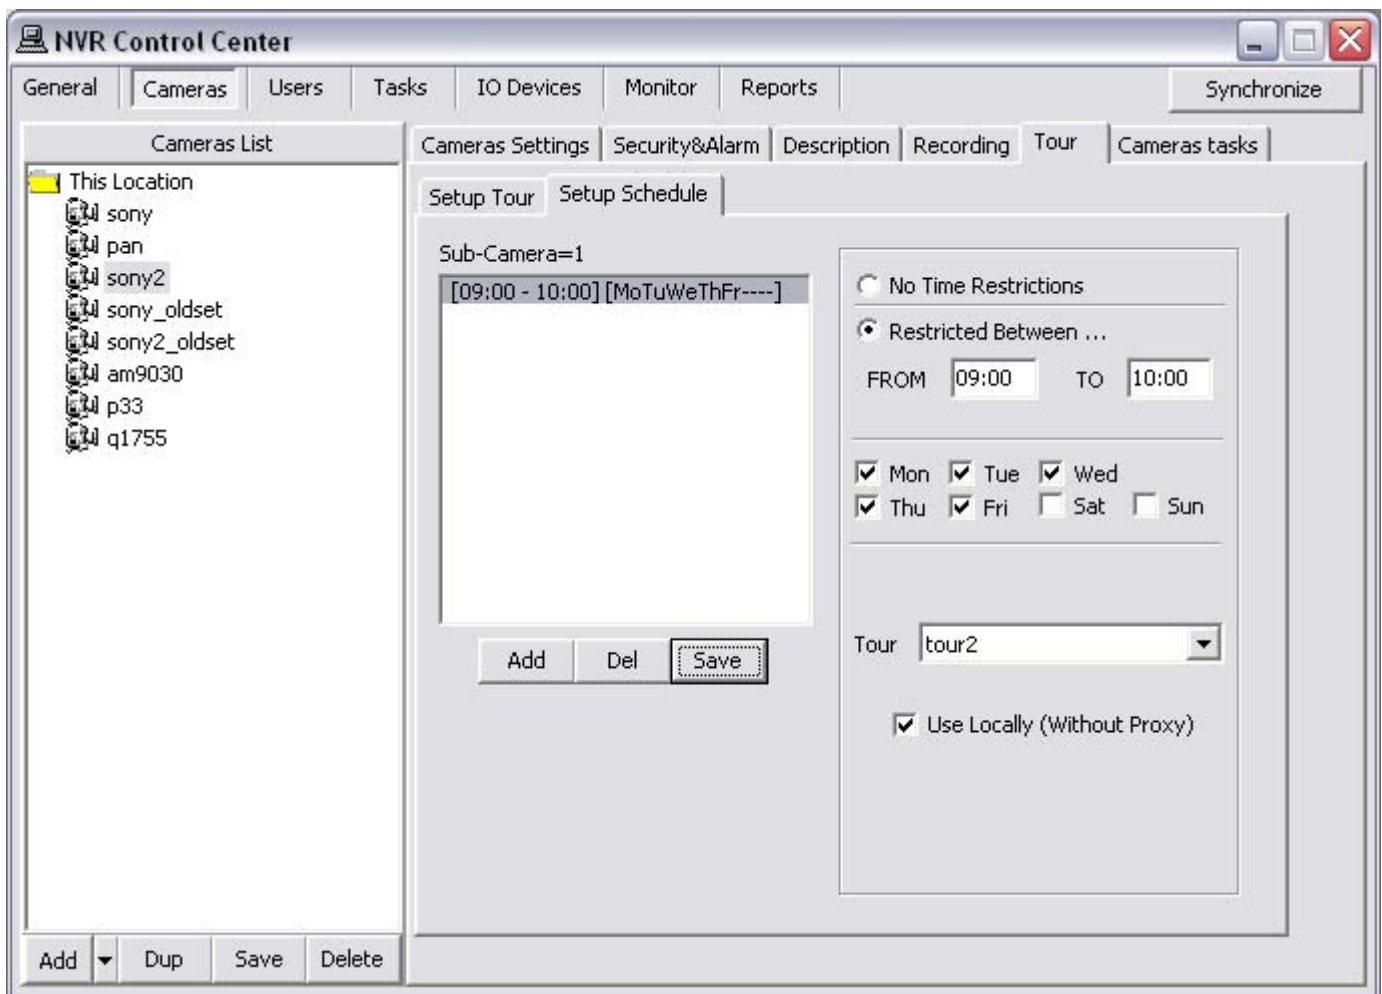 NVR Control Center
General Cameras Users Tasks IO Devices Monitor Reports Synchronize
Cameras List
This Location
sony
pan
sony2
sony_oldset
sony2_oldset
am9030
p33
q1755
Add Dup Save Delete
Cameras Settings Security&Alarm Description Recording Tour Cameras tasks
Setup Tour Setup Schedule
Sub-Camera=1
[09:00 - 10:00] [MoTuWeThFr----]
Add Del Save
No Time Restrictions
Restricted Between ...
FROM 09:00 TO 10:00
Mon Tue Wed
Thu Fri Sat Sun
Tour tour2
Use Locally (Without Proxy)